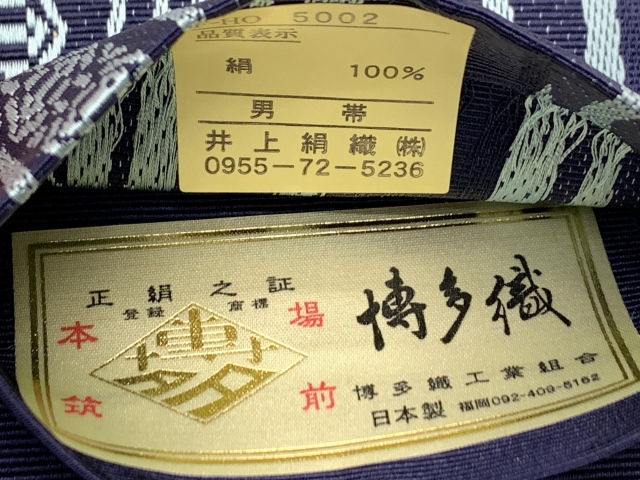 HO 5002
品質表示
絹 100%
男帯
井上絹織㈱
0955-72-5236
正絹之証
登録商標
本場
筑前
博多
博多織
博多織工業組合
日本製 福岡092-409-5162